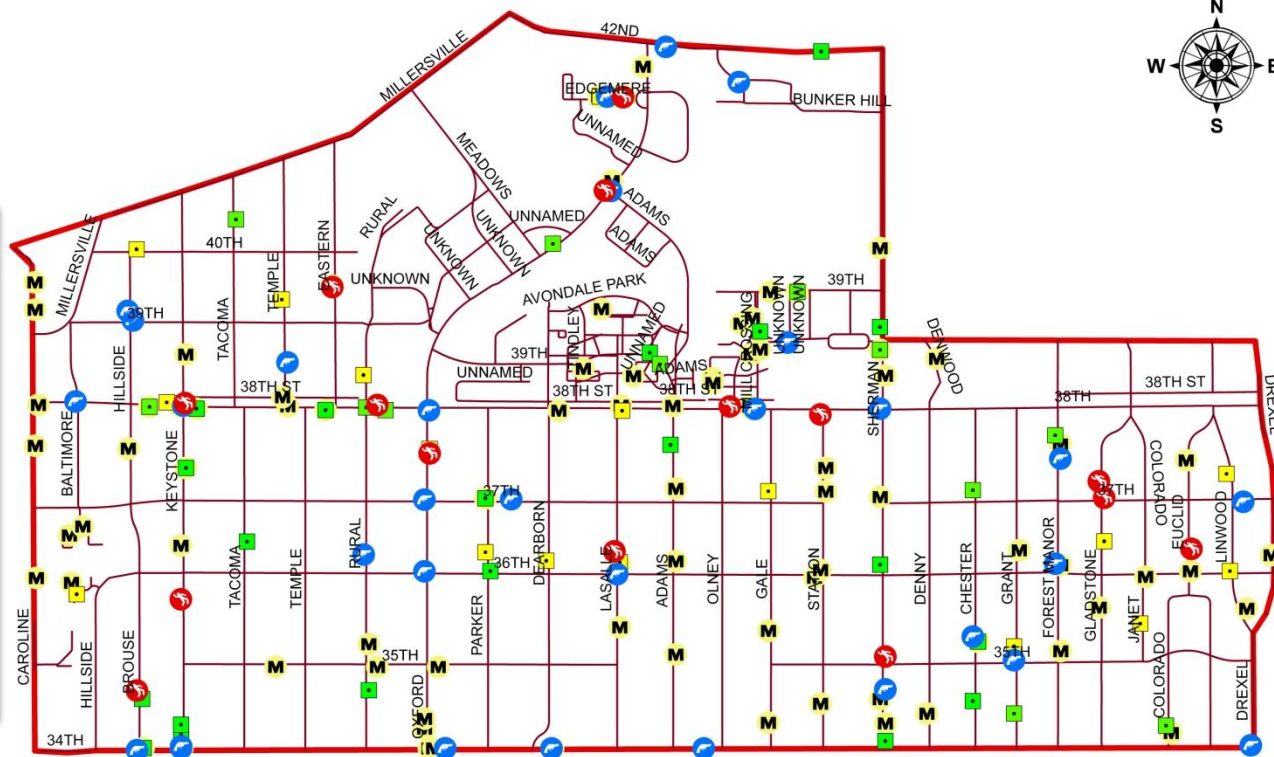 N
W E
S
42ND
MILLERSVILLE
EDGEMERE
BUNKER HILL
UNNAMED
MEADOWS
ADAMS
UNNAMED
ADAMS
RURAL
UNKNOWN
UNKNOWN
MILLERSVILLE
40TH
EASTERN
TEMPLE
UNKNOWN
AVONDALE PARK
UNKNOWN
UNKNOWN
39TH
39TH
TACOMA
UNNAMED
39TH
ADAMS
UNNAMED
DENWOOD
HILLSIDE
38TH ST
38TH ST
38TH ST
38TH ST
38TH
SHERMAN
DREXEL
BALTIMORE
KEYSTONE
37TH
37TH
COLORADO
EUCLID
LINWOOD
TACOMA
TEMPLE
RURAL
36TH
DEARBORN
LASALLE
ADAMS
OLNEY
GALE
STANTON
DENNY
CHESTER
GRANT
FOREST MANOR
GLADSTONE
JANET
CAROLINE
HILLSIDE
BROUSE
PARKER
35TH
35TH
OXFORD
COLORADO
DREXEL
34TH